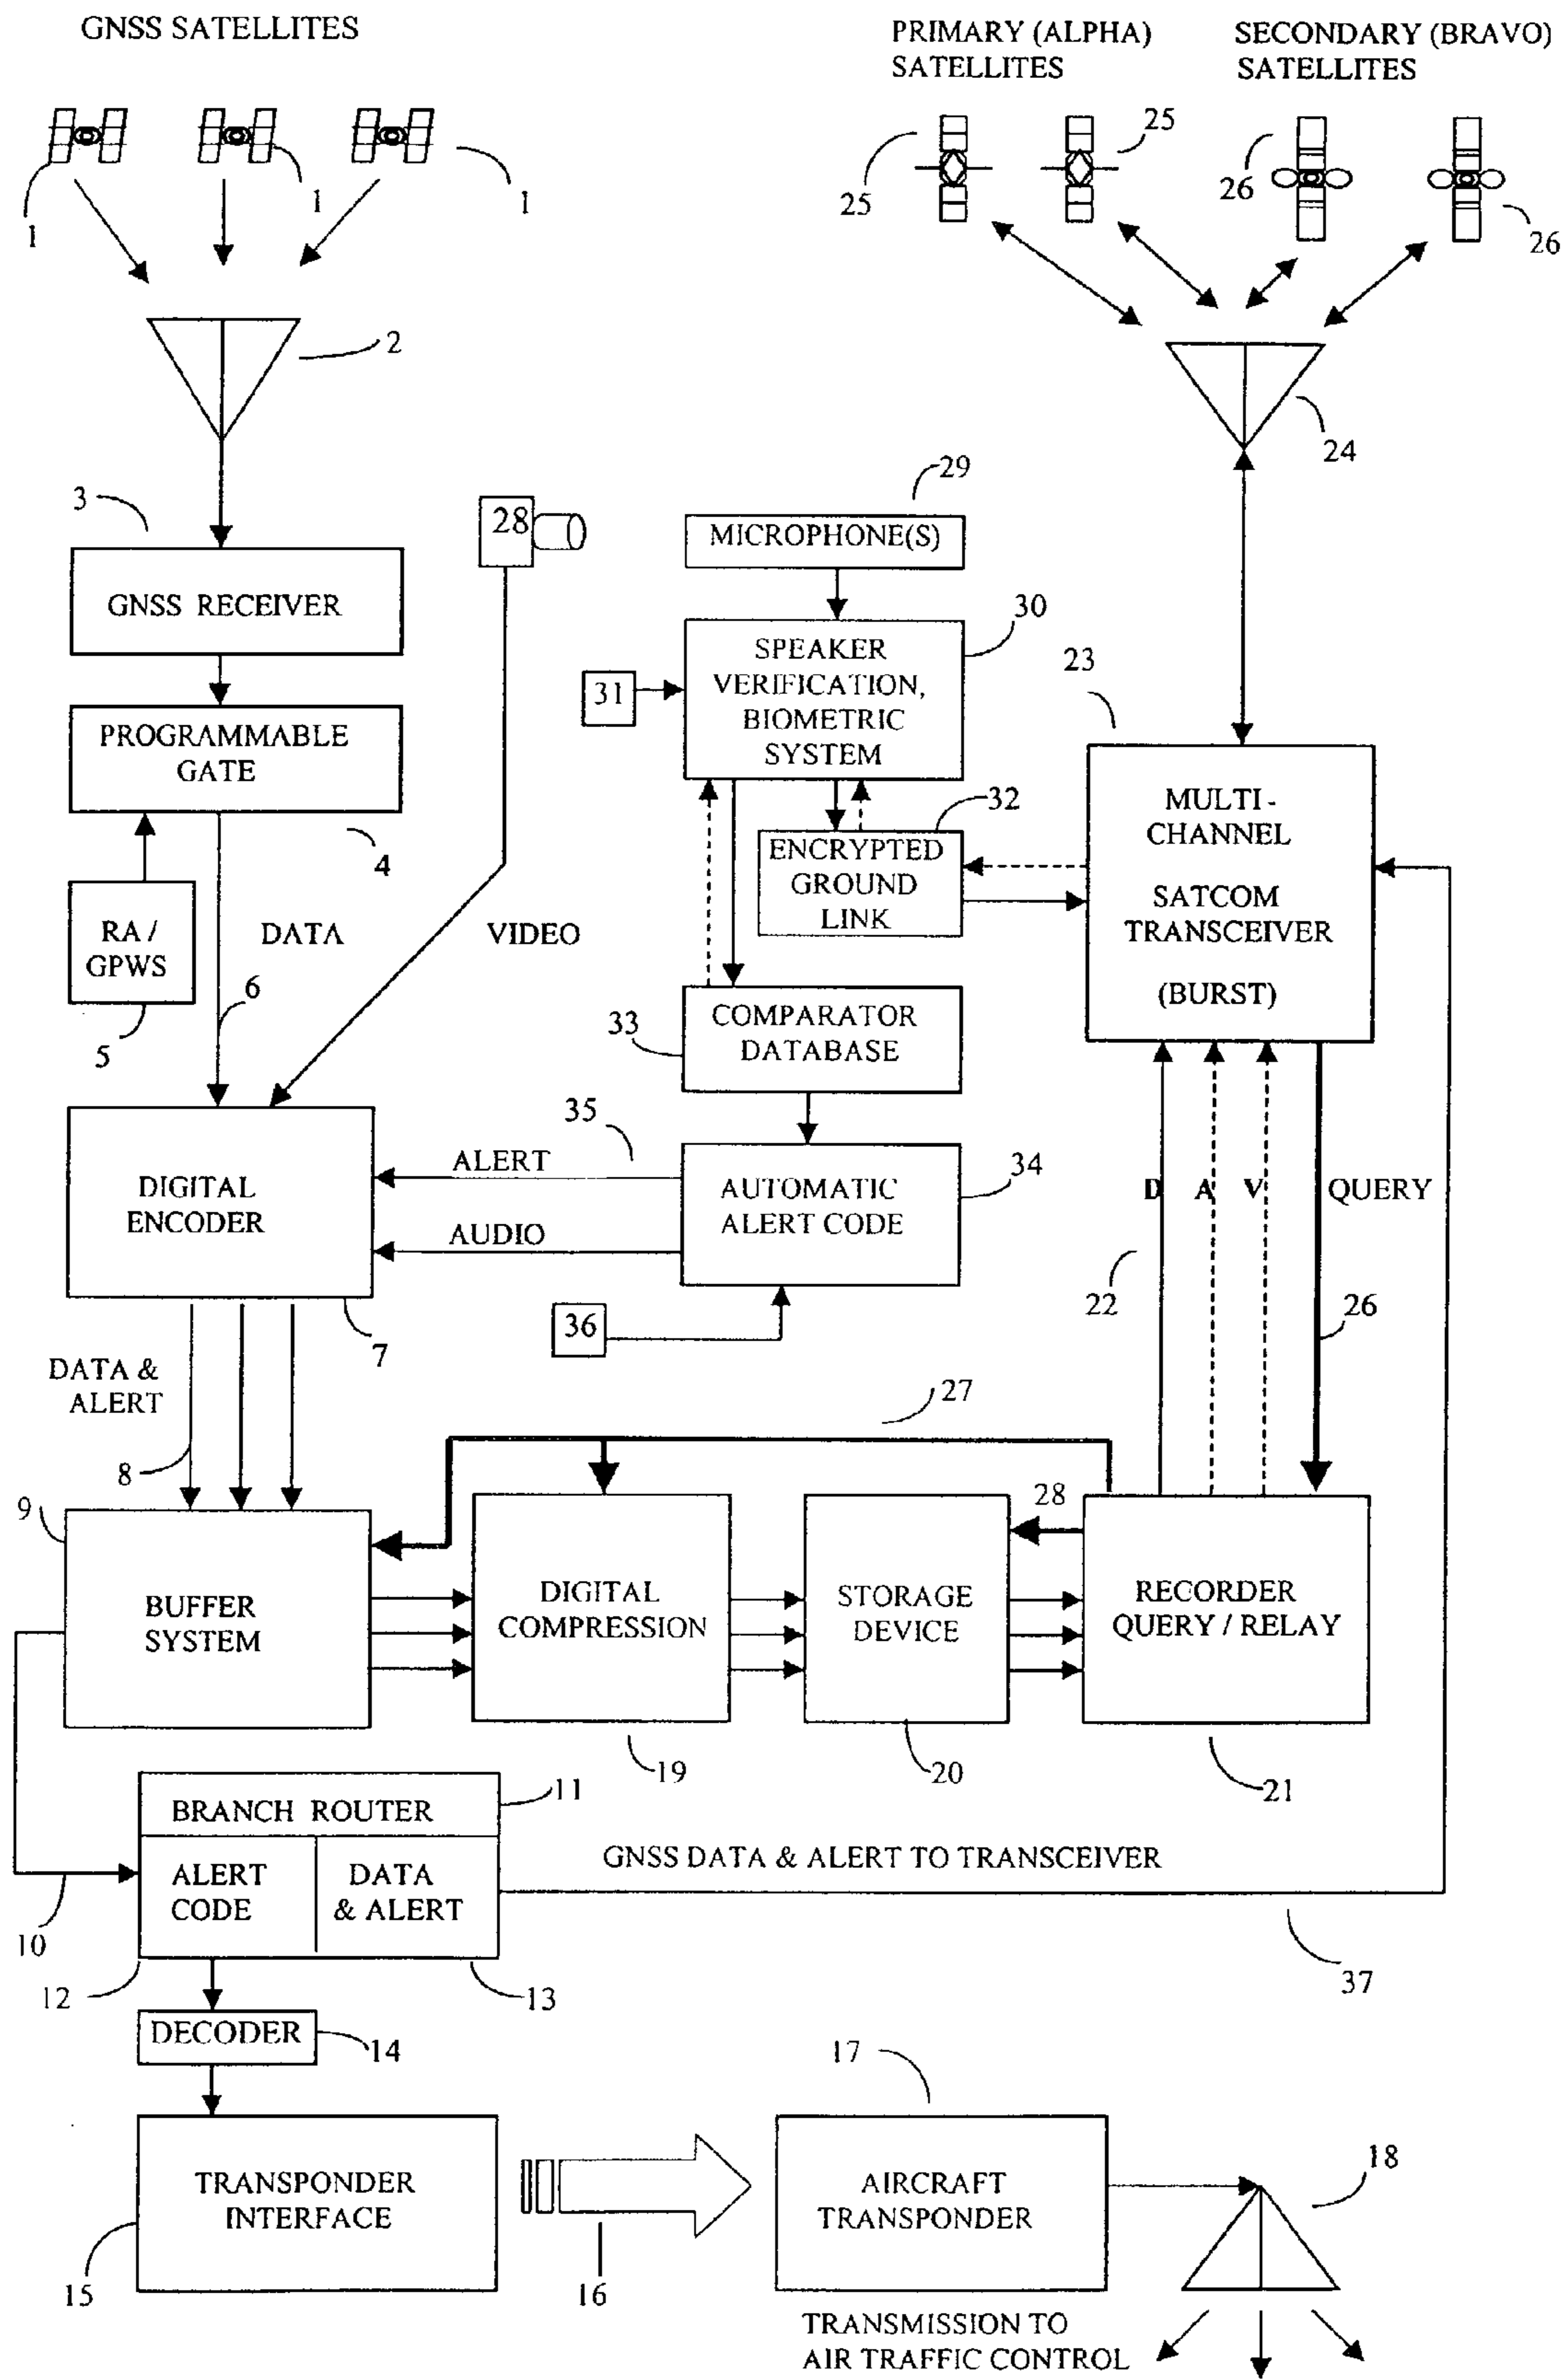 GNSS SATELLITES
PRIMARY (ALPHA)
SATELLITES
SECONDARY (BRAVO)
SATELLITES
1
1
1
25
25
26
26
2
24
3
28
29
MICROPHONE(S)
GNSS RECEIVER
30
SPEAKER
VERIFICATION,
BIOMETRIC
SYSTEM
31
23
PROGRAMMABLE
GATE
4
32
ENCRYPTED
GROUND
LINK
MULTI-
CHANNEL
SATCOM
TRANSCEIVER
(BURST)
RA /
GPWS
5
DATA
6
VIDEO
33
COMPARATOR
DATABASE
35
ALERT
AUDIO
34
AUTOMATIC
ALERT CODE
36
DIGITAL
ENCODER
7
D A V
QUERY
22
26
DATA &
ALERT
8
27
9
BUFFER
SYSTEM
DIGITAL
COMPRESSION
19
STORAGE
DEVICE
20
28
RECORDER
QUERY / RELAY
21
10
11
BRANCH ROUTER
ALERT
CODE
DATA
& ALERT
12
13
GNSS DATA & ALERT TO TRANSCEIVER
37
DECODER
14
15
TRANSPONDER
INTERFACE
16
17
AIRCRAFT
TRANSPONDER
18
TRANSMISSION TO
AIR TRAFFIC CONTROL